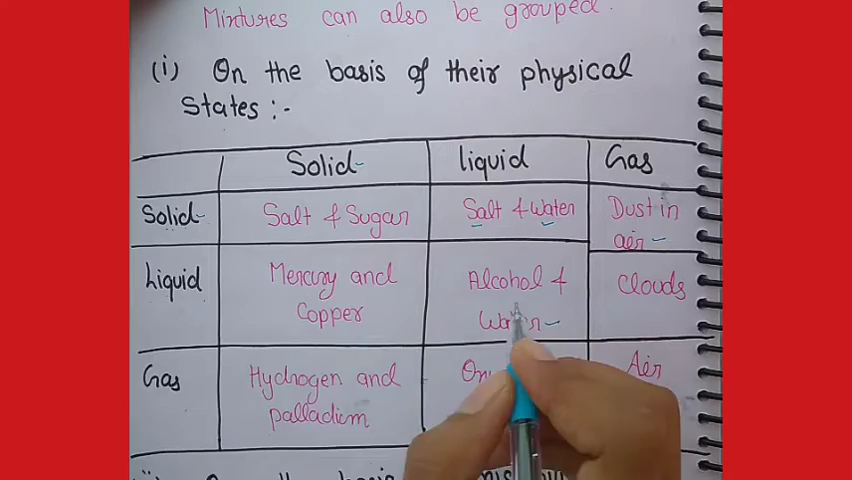 Mixtures can also be grouped.
(i) On the basis of their physical
States :-
Solid liquid Gas
Solid Salt & Sugar Salt & Water Dust in
air
Liquid Mercury and Alcohol & Clouds
Copper Water
Gas Hydrogen and Air
palladium